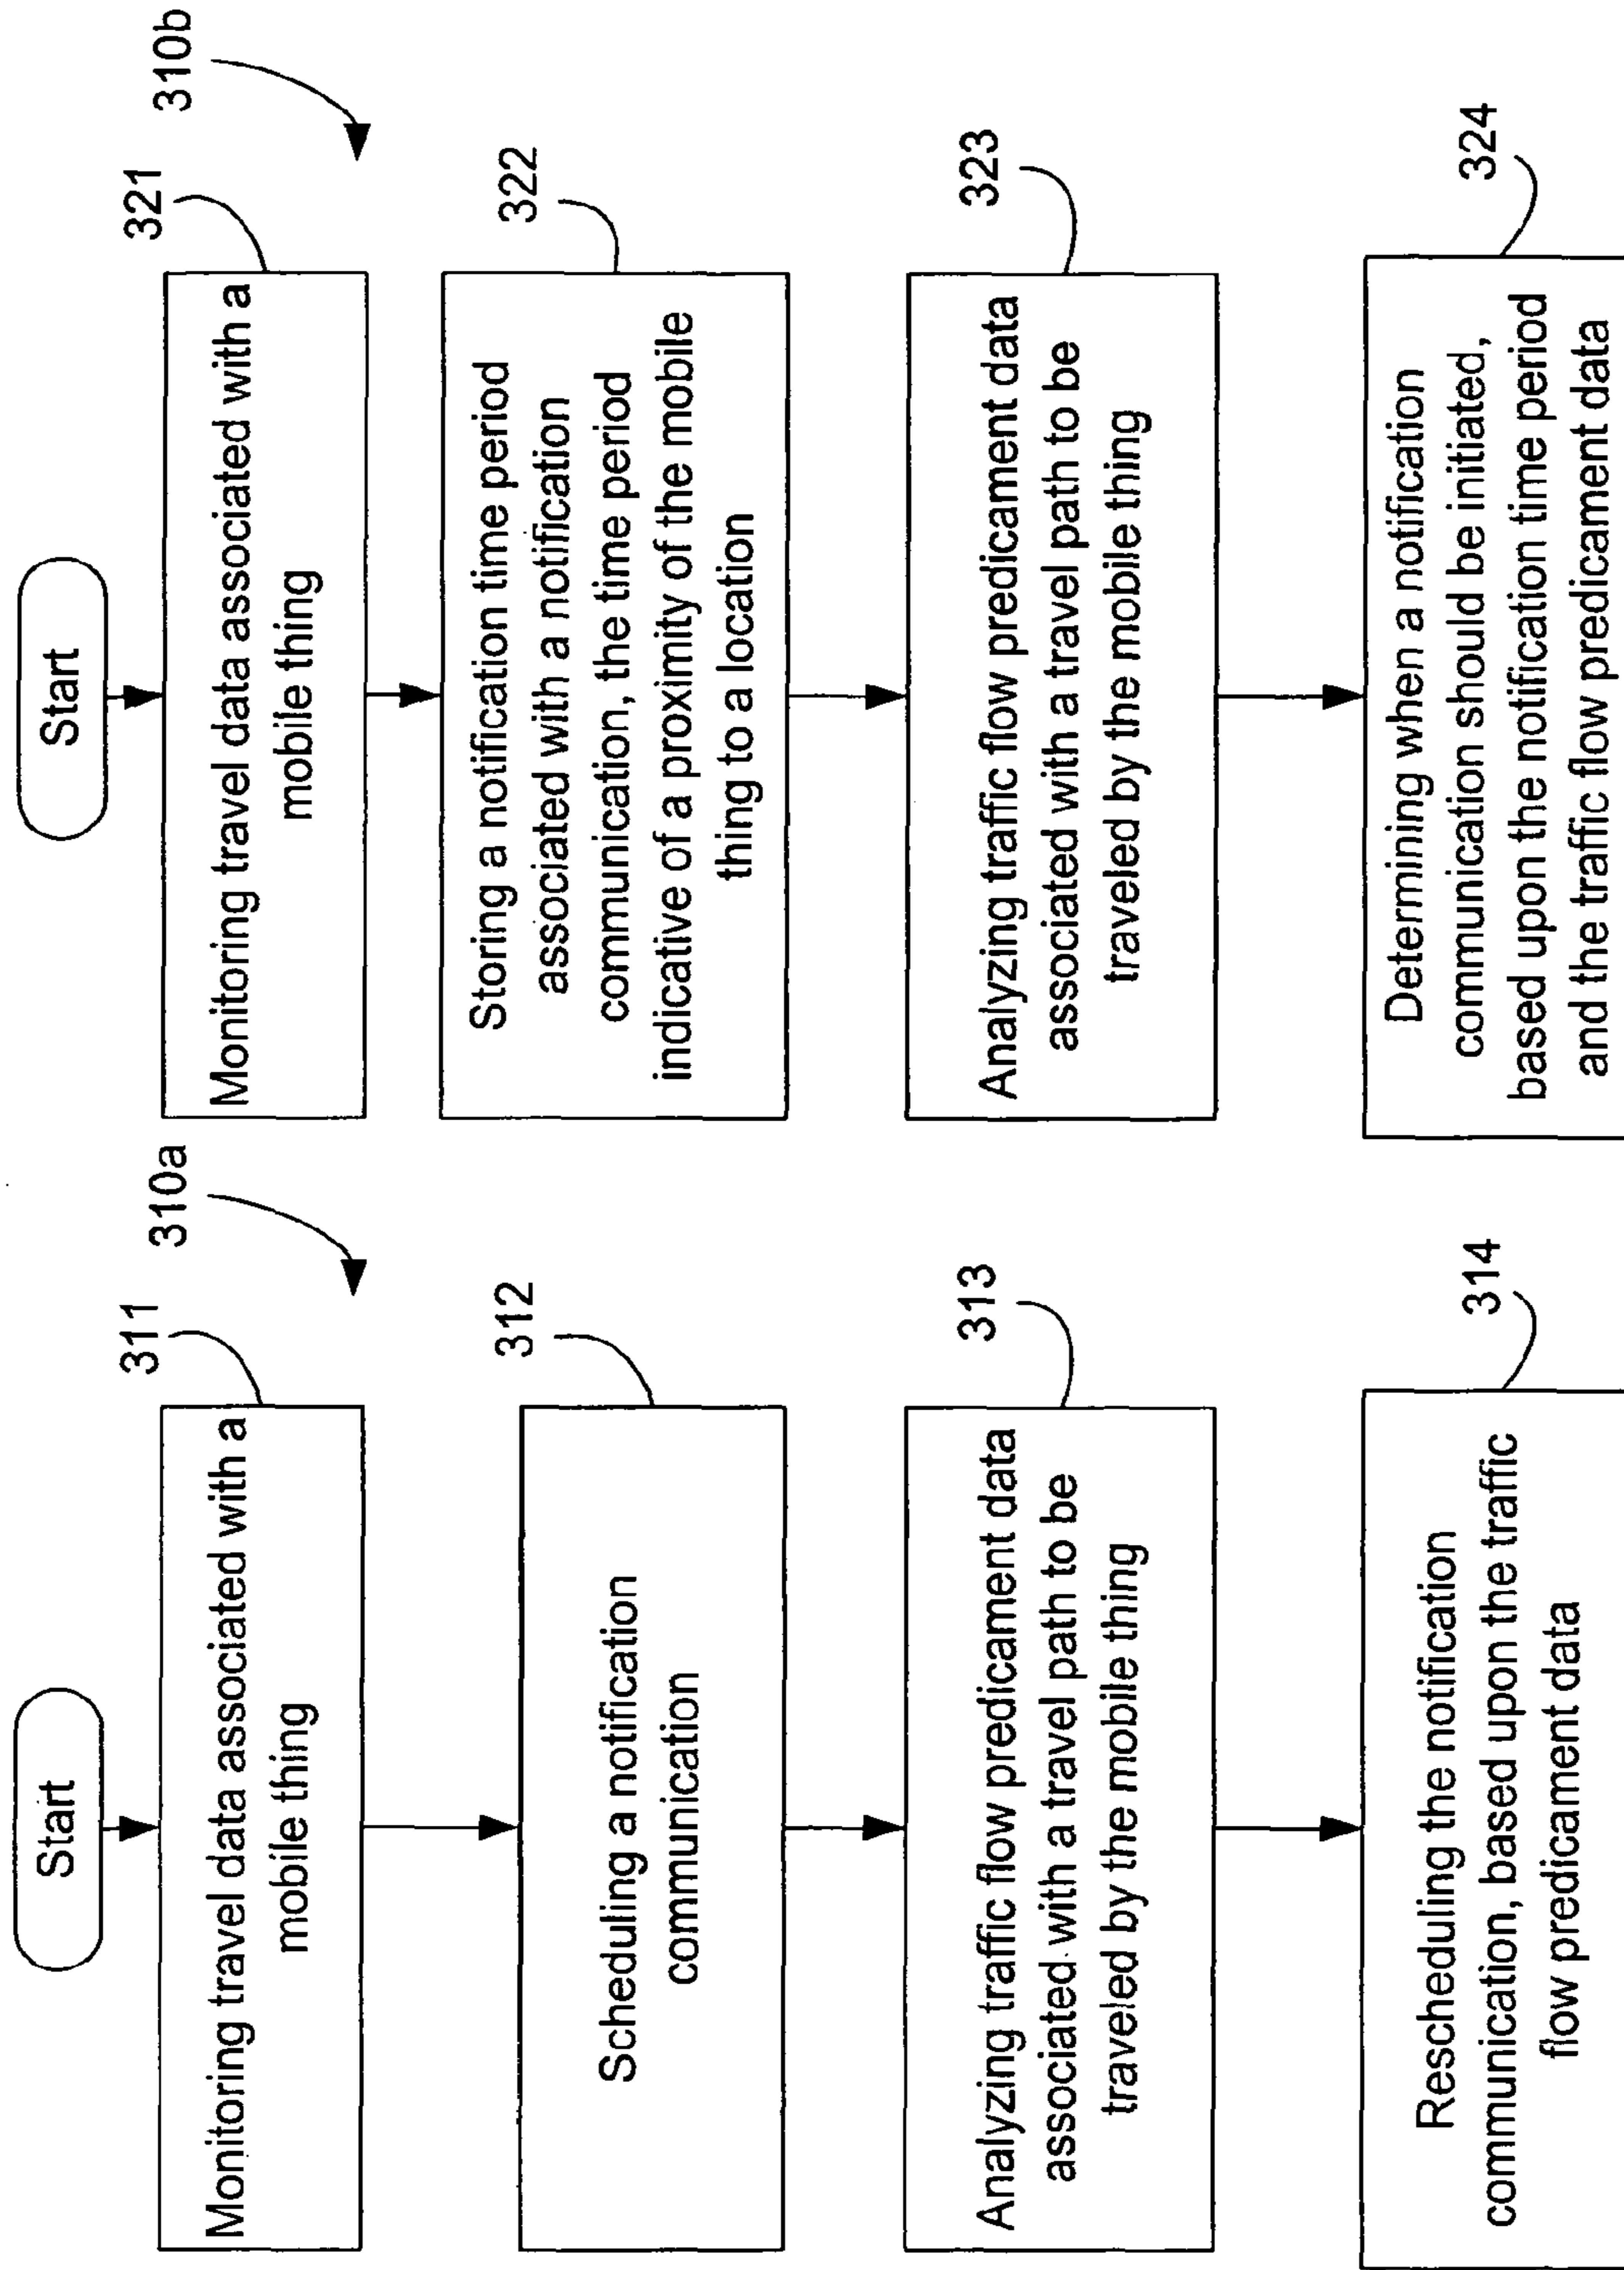 310a
Start
311
Monitoring travel data associated with a
mobile thing
312
Scheduling a notification
communication
313
Analyzing traffic flow predicament data
associated with a travel path to be
traveled by the mobile thing
314
Rescheduling the notification
communication, based upon the traffic
flow predicament data
310b
Start
321
Monitoring travel data associated with a
mobile thing
322
Storing a notification time period
associated with a notification
communication, the time period
indicative of a proximity of the mobile
thing to a location
323
Analyzing traffic flow predicament data
associated with a travel path to be
traveled by the mobile thing
324
Determining when a notification
communication should be initiated,
based upon the notification time period
and the traffic flow predicament data